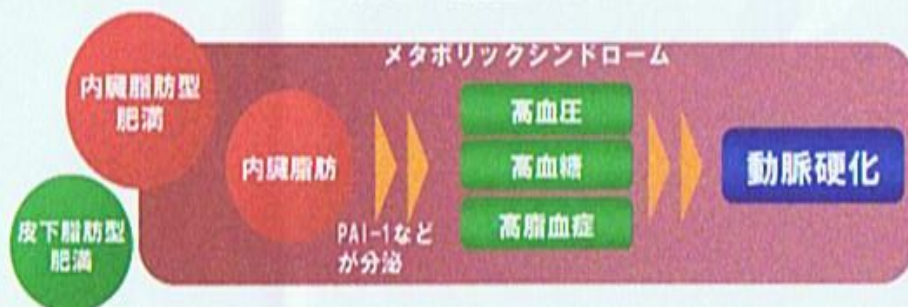 メタボリックシンドローム
内臓脂肪型
肥満
皮下脂肪型
肥満
内臓脂肪
PAI-1など
が分泌
高血圧
高血糖
高脂血症
動脈硬化